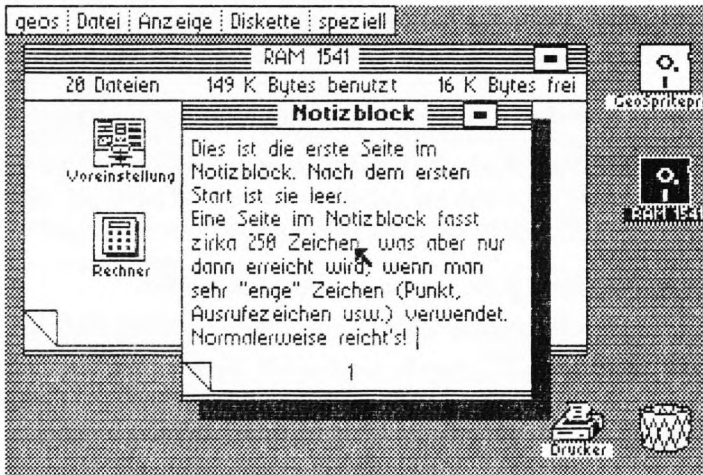 geos Datei Anzeige Diskette speziell
RAM 1541
20 Dateien 149 K Bytes benutzt 16 K Bytes frei
Notizblock
Dies ist die erste Seite im
Notizblock. Nach dem ersten
Start ist sie leer.
Eine Seite im Notizblock fasst
zirka 250 Zeichen, was aber nur
dann erreicht wird, wenn man
sehr "enge" Zeichen (Punkt,
Ausrufezeichen usw.) verwendet.
Normalerweise reicht's!
1
Voreinstellung
Rechner
GeoSpritepr
RAM 1541
Drucker